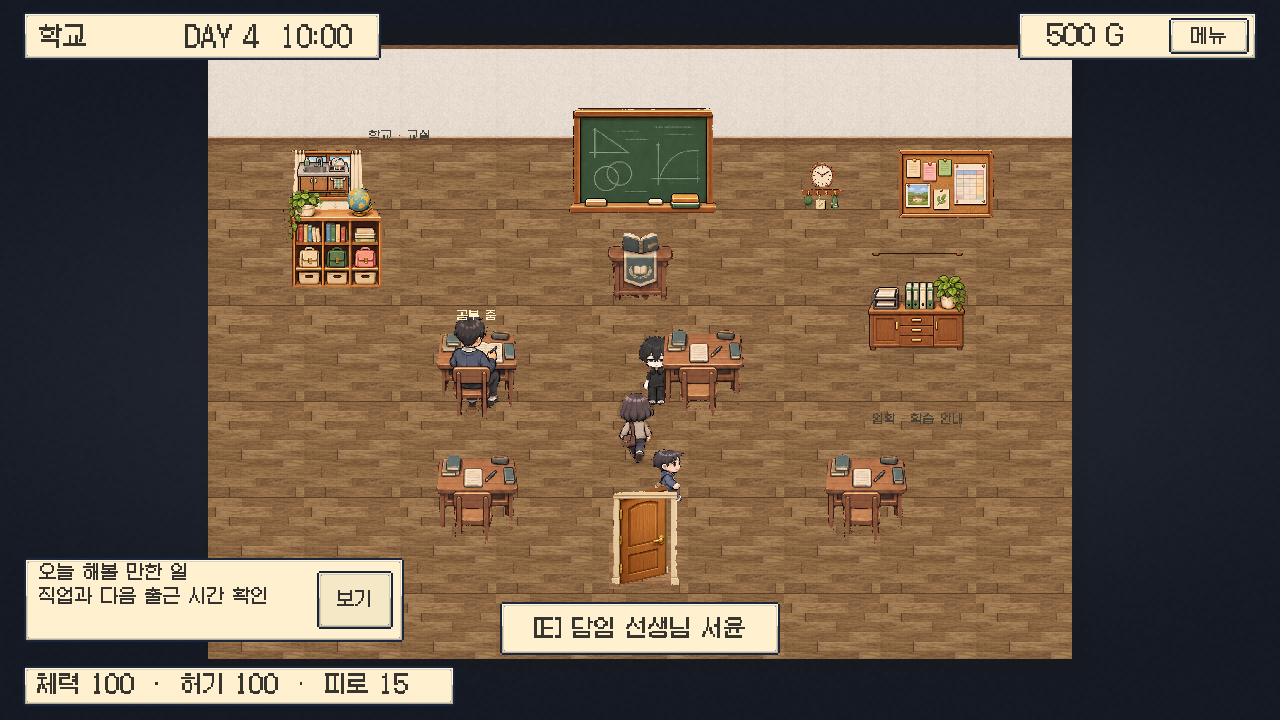 학교 DAY 4 10:00
500 G 메뉴
학교 · 교실
공부 중
학습 안내
오늘 해볼 만한 일
직업과 다음 출근 시간 확인
보기
[E] 담임 선생님 서윤
체력 100 · 허기 100 · 피로 15